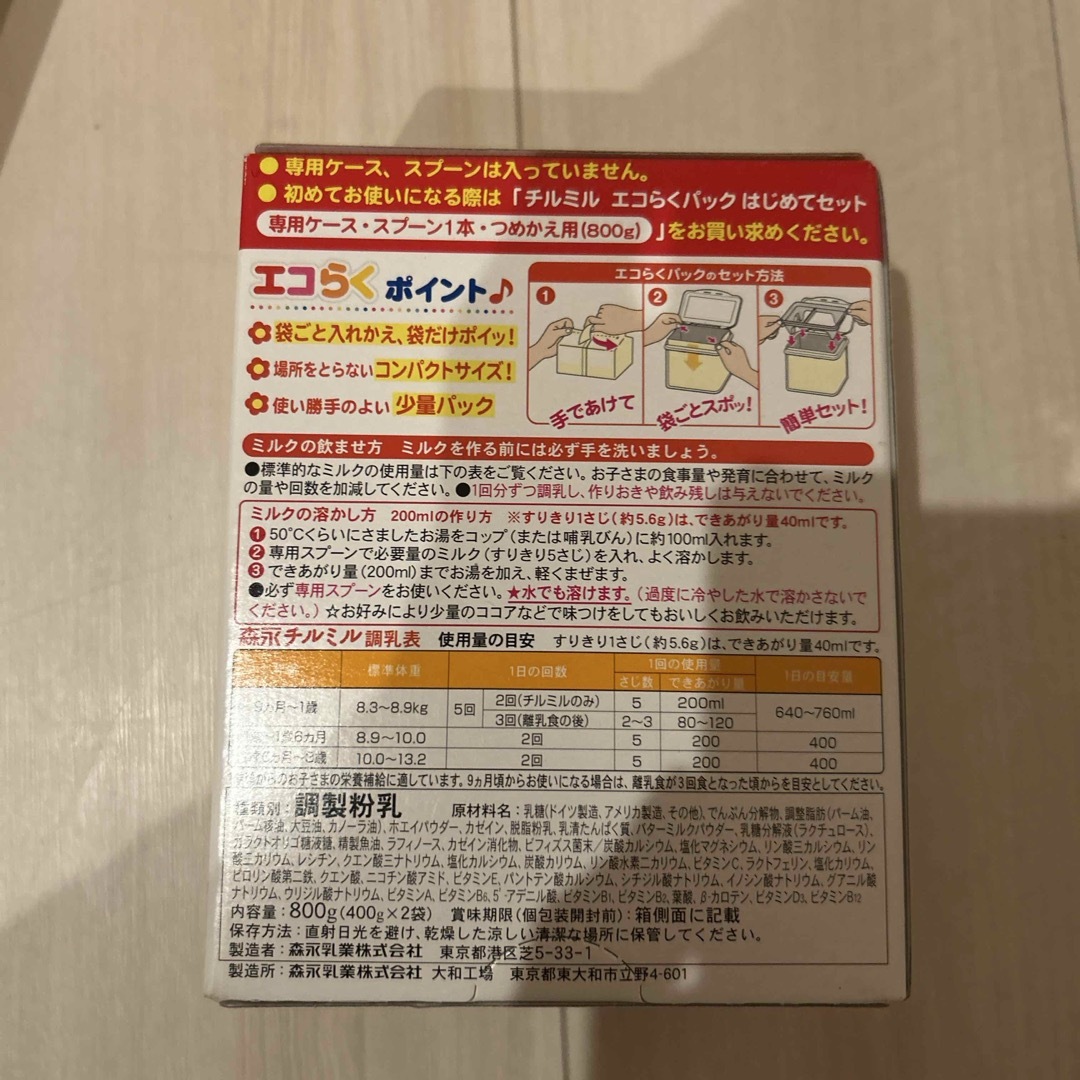 ● 専用ケース、スプーンは入っていません。
● 初めてお使いになる際は「チルミル エコらくパック はじめてセット
専用ケース・スプーン1本・つめかえ用(800g)」をお買い求めください。
エコらくポイント♪
袋ごと入れかえ、袋だけポイッ!
場所をとらないコンパクトサイズ!
使い勝手のよい 少量パック
エコらくパックのセット方法
1 2 3
手であけて 袋ごとスポッ! 簡単セット!
ミルクの飲ませ方 ミルクを作る前には必ず手を洗いましょう。
●標準的なミルクの使用量は下の表をご覧ください。お子さまの食事量や発育に合わせて、ミルク
の量や回数を加減してください。●1回分ずつ調乳し、作りおきや飲み残しは与えないでください。
ミルクの溶かし方 200mlの作り方 ※すりきり1さじ(約5.6g)は、できあがり量40mlです。
1 50℃くらいにさましたお湯をコップ(または哺乳びん)に約100ml入れます。
2 専用スプーンで必要量のミルク(すりきり5さじ)を入れ、よく溶かします。
3 できあがり量(200ml)までお湯を加え、軽くまぜます。
●必ず専用スプーンをお使いください。★水でも溶けます。(過度に冷やした水で溶かさないで
ください。)☆お好みにより少量のココアなどで味つけをしてもおいしくお飲みいただけます。
森永チルミル調乳表 使用量の目安 すりきり1さじ(約5.6g)は、できあがり量40mlです。
標準体重 1日の回数 1回の使用量 1日の目安量
さじ数 できあがり量
9カ月〜1歳 8.3〜8.9kg 5回 2回(チルミルのみ) 5 200ml 640〜760ml
3回(離乳食の後) 2〜3 80〜120
6カ月 8.9〜10.0 2回 5 200 400
3歳 10.0〜13.2 2回 5 200 400
からのお子さまの栄養補給に適しています。9ヵ月頃からお使いになる場合は、離乳食が3回食となった頃からを目安としてください。
種類別:調製粉乳 原材料名:乳糖(ドイツ製造、アメリカ製造、その他)、でんぷん分解物、調整脂肪(パーム油、
パーム核油、大豆油、カノーラ油)、ホエイパウダー、カゼイン、脱脂粉乳、乳清たんぱく質、バターミルクパウダー、乳糖分解液(ラクチュロース)、
ガラクトオリゴ糖液糖、精製魚油、ラフィノース、カゼイン消化物、ビフィズス菌末/炭酸カルシウム、塩化マグネシウム、リン酸三カルシウム、リン
酸三カリウム、レシチン、クエン酸三ナトリウム、塩化カルシウム、炭酸カリウム、リン酸水素二カリウム、ビタミンC、ラクトフェリン、塩化カリウム、
ピロリン酸第二鉄、クエン酸、ニコチン酸アミド、ビタミンE、パントテン酸カルシウム、シチジル酸ナトリウム、イノシン酸ナトリウム、グアニル酸
ナトリウム、ウリジル酸ナトリウム、ビタミンA、ビタミンB6、5'-アデニル酸、ビタミンB1、ビタミンB2、葉酸、β-カロテン、ビタミンD3、ビタミンB12
内容量:800g(400g×2袋) 賞味期限(個包装開封前):箱側面に記載
保存方法:直射日光を避け、乾燥した涼しい清潔な場所に保管してください。
製造者:森永乳業株式会社 東京都港区芝5-33-1
製造所:森永乳業株式会社 大和工場 東京都東大和市立野4-601